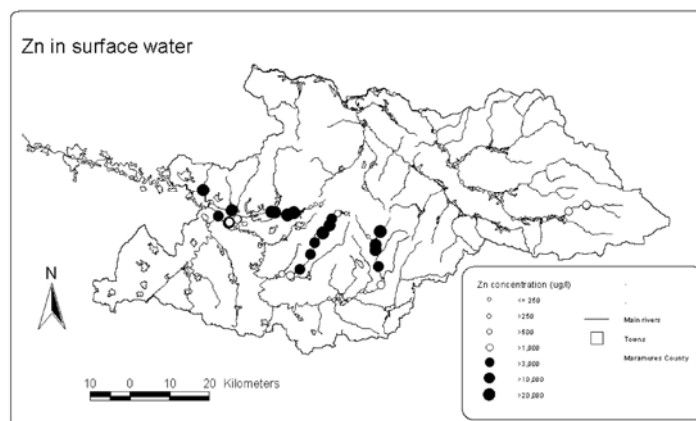 Zn in surface water
N
10 0 10 20 Kilometers
Zn concentration (ug/l)
<= 250
>250
>500
>1,000
>3,000
>10,000
>20,000
Main rivers
Towns
Maramures County